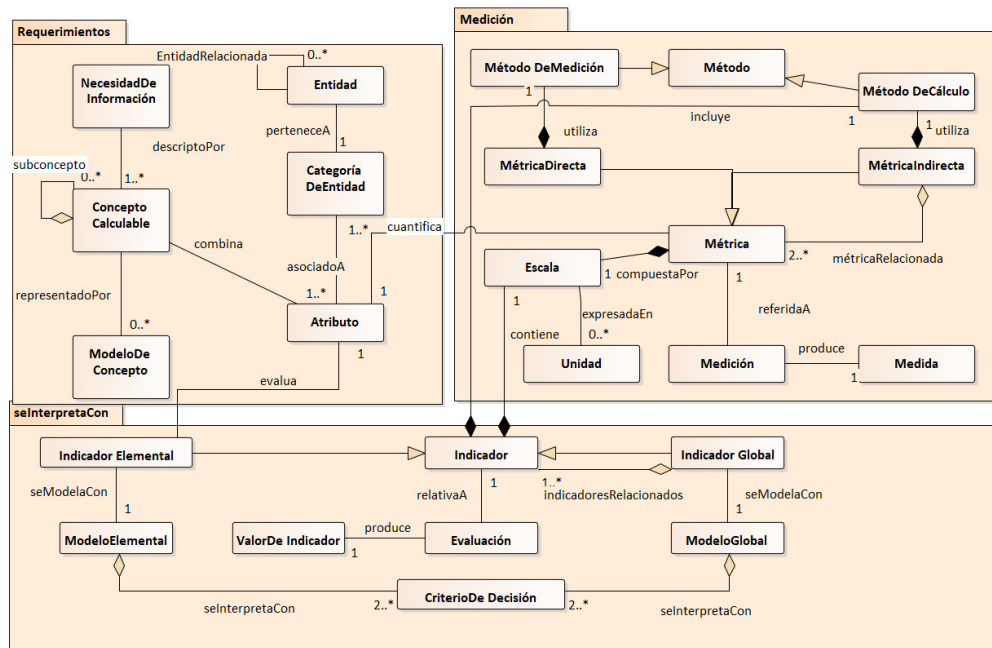 Requerimientos
EntidadRelacionada
0..*
NecesidadDe
Información
Entidad
perteneceA
1
descriptoPor
subconcepto
0..*
1..*
Categoría
DeEntidad
Concepto
Calculable
1..*
combina
asociadoA
representadoPor
1..*
1
Atributo
0..*
1
ModeloDe
Concepto
evalua
cuantifica
Medición
Método DeMedición
Método
Método DeCálculo
1
incluye
1
1
utiliza
utiliza
MétricaDirecta
MétricaIndirecta
Métrica
2..*
métricaRelacionada
Escala
1
compuestaPor
1
1
referidaA
expresadaEn
contiene
0..*
Unidad
Medición
produce
1
Medida
seInterpretaCon
Indicador Elemental
Indicador
Indicador Global
1
1..*
indicadoresRelacionados
seModelaCon
relativaA
seModelaCon
1
1
ModeloElemental
ValorDe Indicador
produce
1
Evaluación
ModeloGlobal
CriterioDe Decisión
seInterpretaCon
2..*
2..*
seInterpretaCon